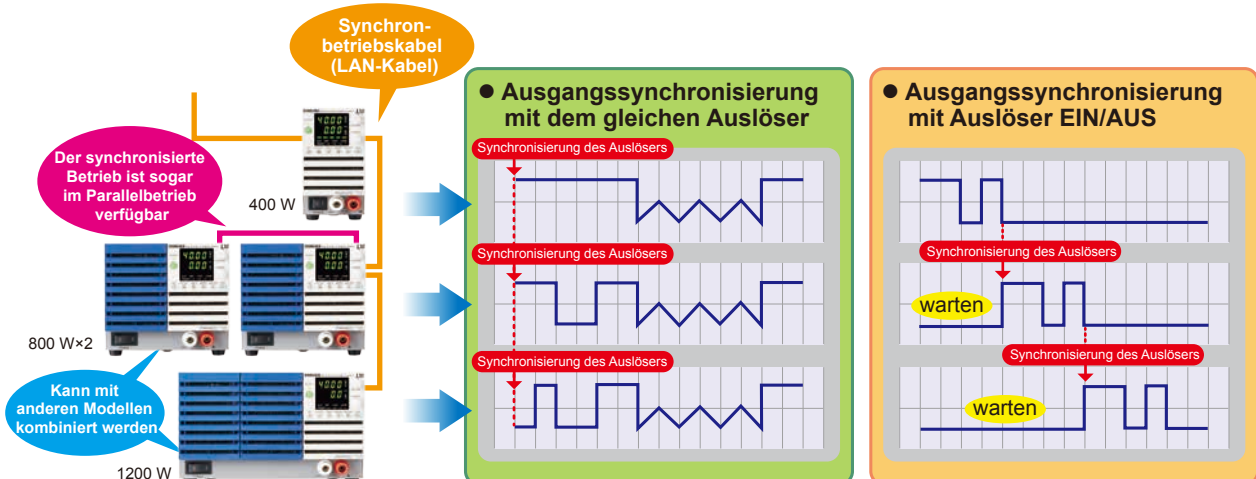 Synchron-
betriebskabel
(LAN-Kabel)
Der synchronisierte
Betrieb ist sogar
im Parallelbetrieb
verfügbar
400 W
800 W×2
Kann mit
anderen Modellen
kombiniert werden
1200 W
● Ausgangssynchronisierung
mit dem gleichen Auslöser
Synchronisierung des Auslösers
Synchronisierung des Auslösers
Synchronisierung des Auslösers
● Ausgangssynchronisierung
mit Auslöser EIN/AUS
Synchronisierung des Auslösers
warten
Synchronisierung des Auslösers
warten